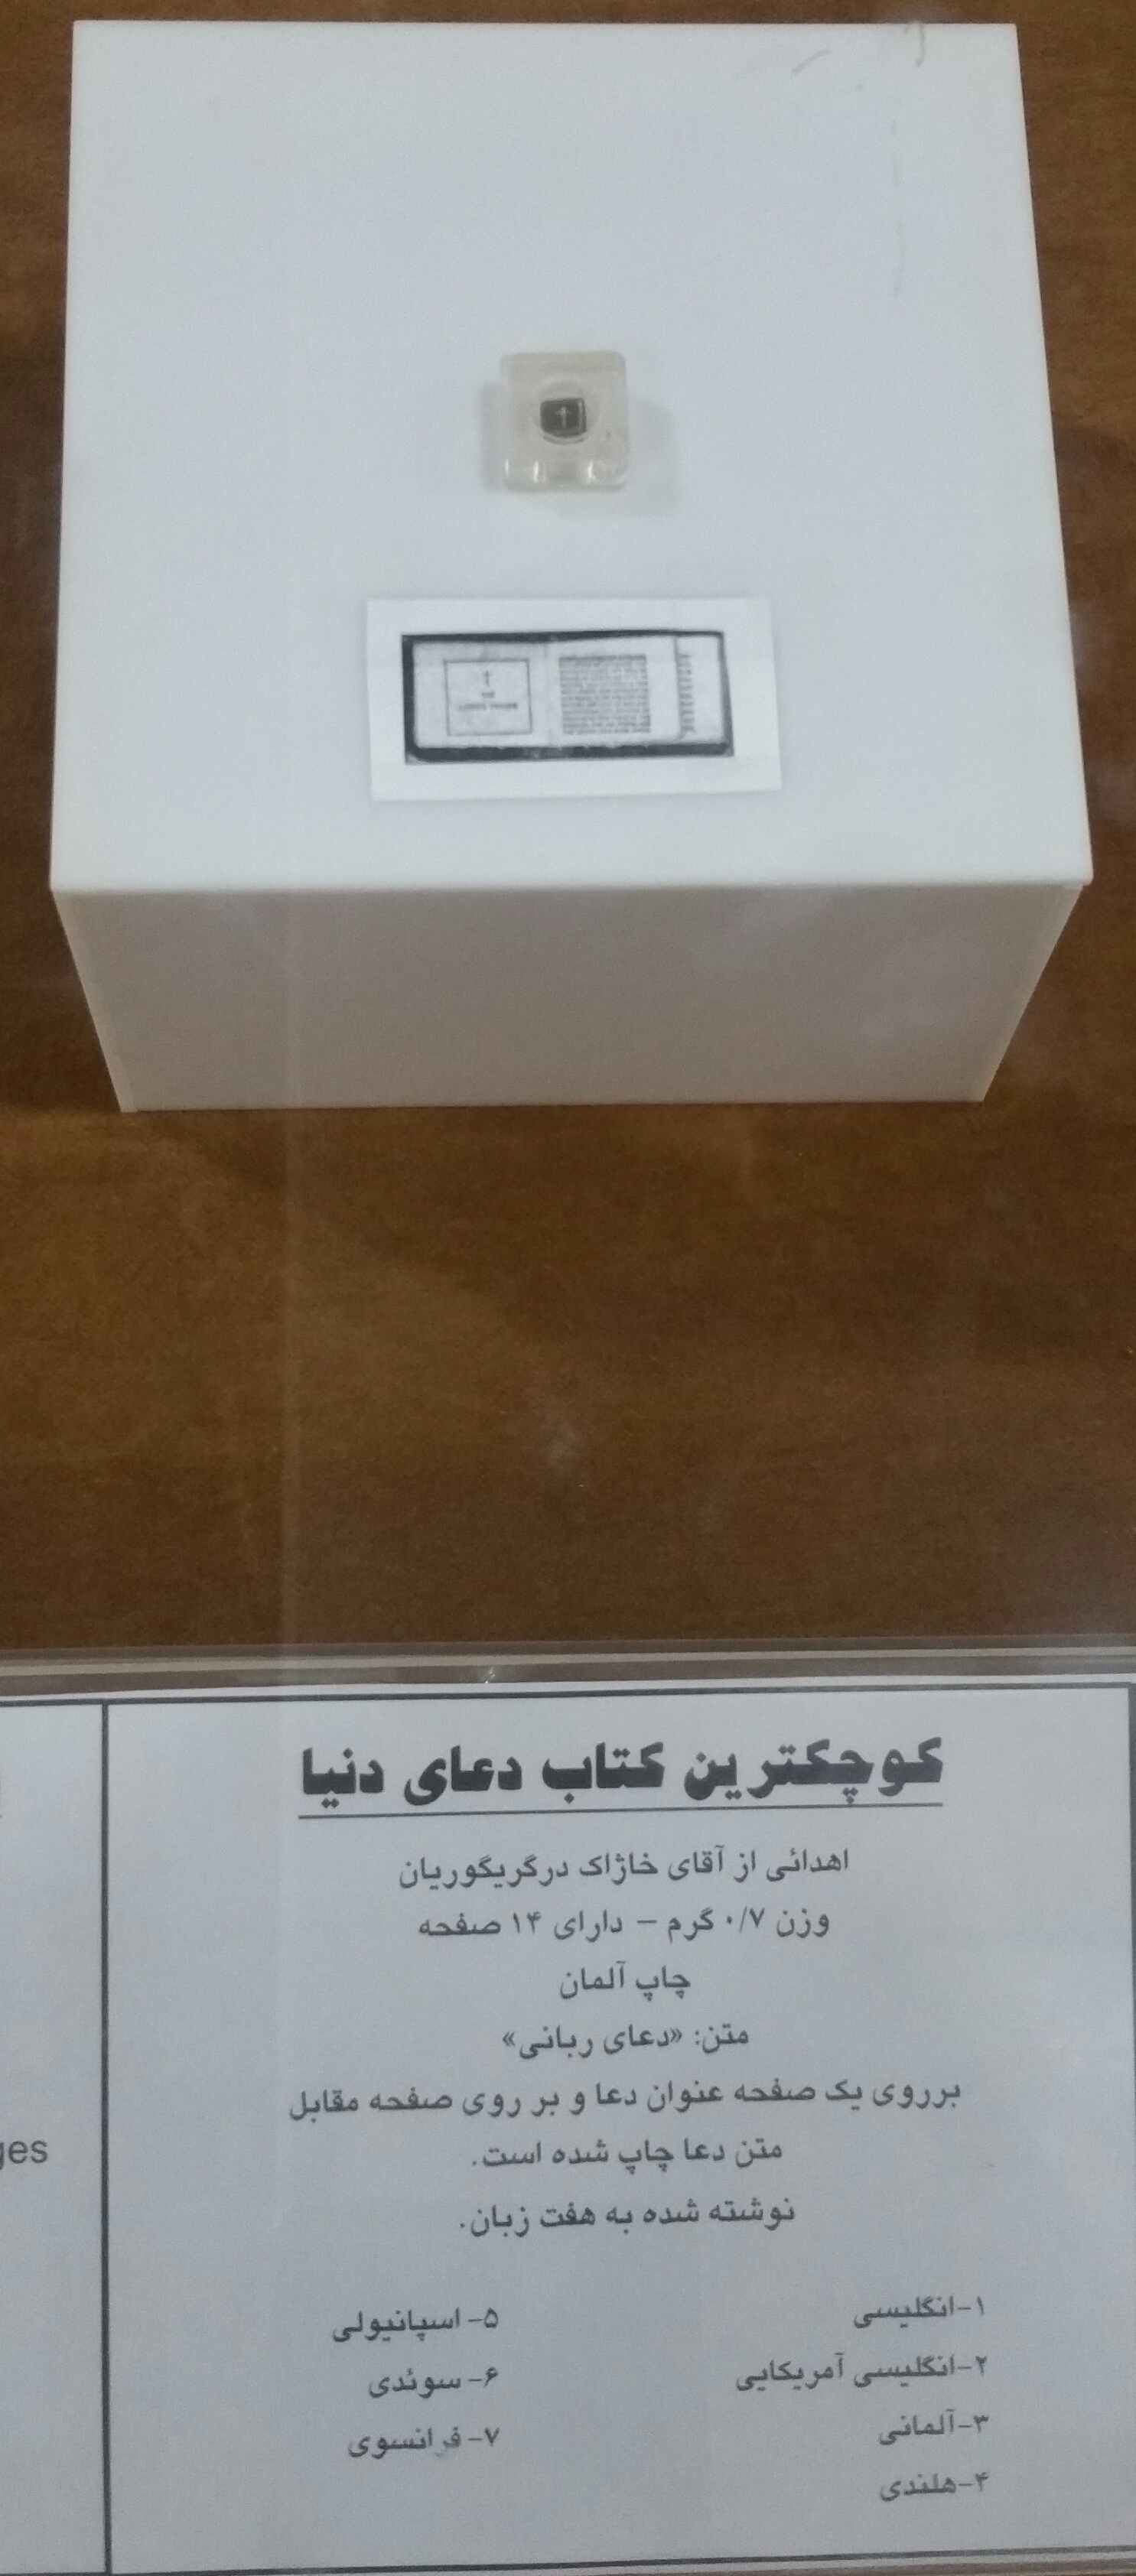 کوچکترین کتاب دعای دنیا
اهدائی از آقای خاژاک درگریگوریان
وزن ۰/۷ گرم – دارای ۱۴ صفحه
چاپ آلمان
متن: «دعای ربانی»
برروی یک صفحه عنوان دعا و بر روی صفحه مقابل
متن دعا چاپ شده است.
نوشته شده به هفت زبان.
۱-انگلیسی
۲-انگلیسی آمریکایی
۳-آلمانی
۴-هلندی
۵- اسپانیولی
۶- سوئدی
۷- فرانسوی
ges